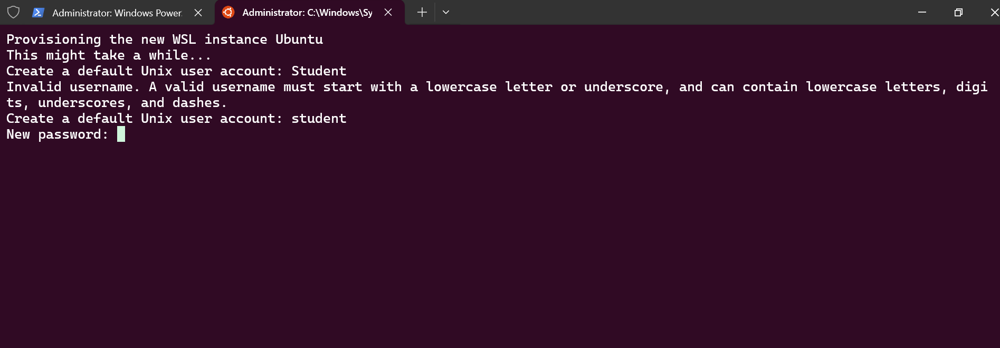 Administrator: Windows Power
Administrator: C:\Windows\Sy
Provisioning the new WSL instance Ubuntu
This might take a while...
Create a default Unix user account: Student
Invalid username. A valid username must start with a lowercase letter or underscore, and can contain lowercase letters, digi
ts, underscores, and dashes.
Create a default Unix user account: student
New password: